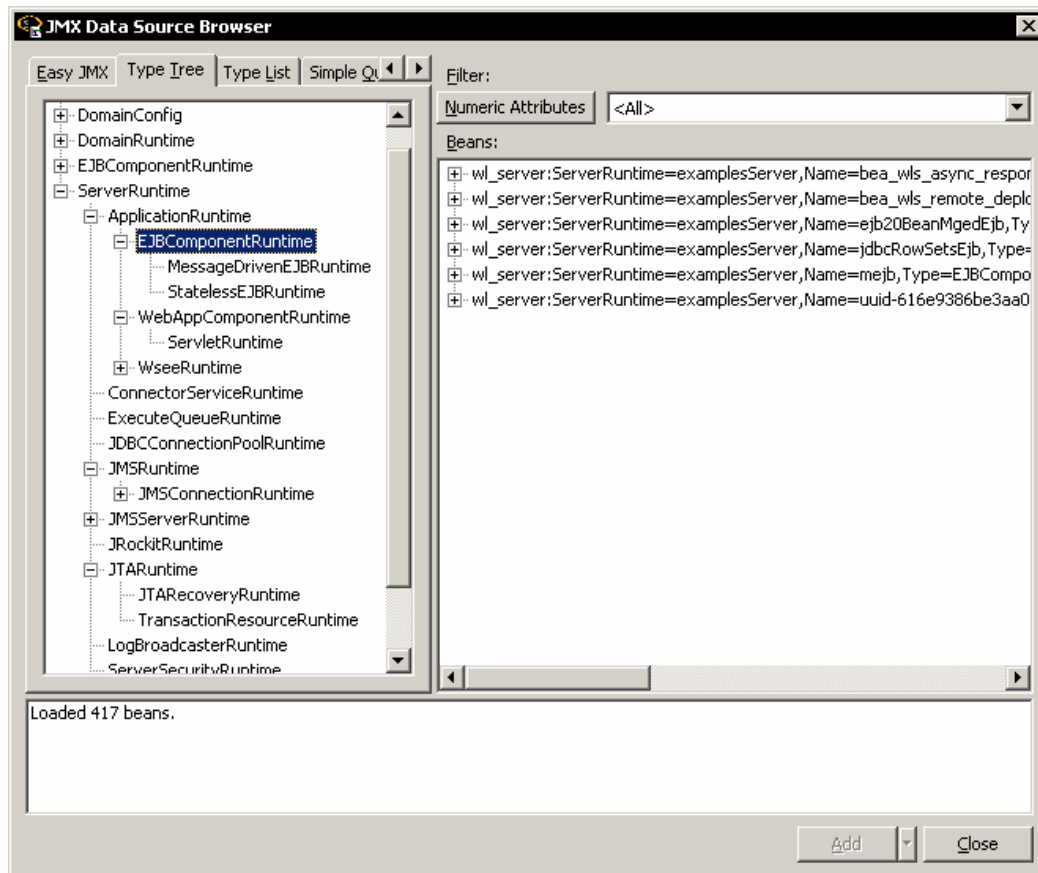 JMX Data Source Browser
Easy JMX
Type Tree
Type List
Simple Qu
DomainConfig
DomainRuntime
EJBComponentRuntime
ServerRuntime
ApplicationRuntime
EJBComponentRuntime
MessageDrivenEJBRuntime
StatelessEJBRuntime
WebAppComponentRuntime
ServletRuntime
WseeRuntime
ConnectorServiceRuntime
ExecuteQueueRuntime
JDBCConnectionPoolRuntime
JMSRuntime
JMSConnectionRuntime
JMSServerRuntime
JRockitRuntime
JTARuntime
JTARecoveryRuntime
TransactionResourceRuntime
LogBroadcasterRuntime
ServerSecurityRuntime
Filter:
Numeric Attributes
<All>
Beans:
wl_server:ServerRuntime=examplesServer,Name=bea_wls_async_respor
wl_server:ServerRuntime=examplesServer,Name=bea_wls_remote_deplo
wl_server:ServerRuntime=examplesServer,Name=ejb20BeanMgedEjb,Ty
wl_server:ServerRuntime=examplesServer,Name=jdbcRowSetsEjb,Type=
wl_server:ServerRuntime=examplesServer,Name=mejb,Type=EJBCompo
wl_server:ServerRuntime=examplesServer,Name=uuid-616e9386be3aa0
Loaded 417 beans.
Add
Close